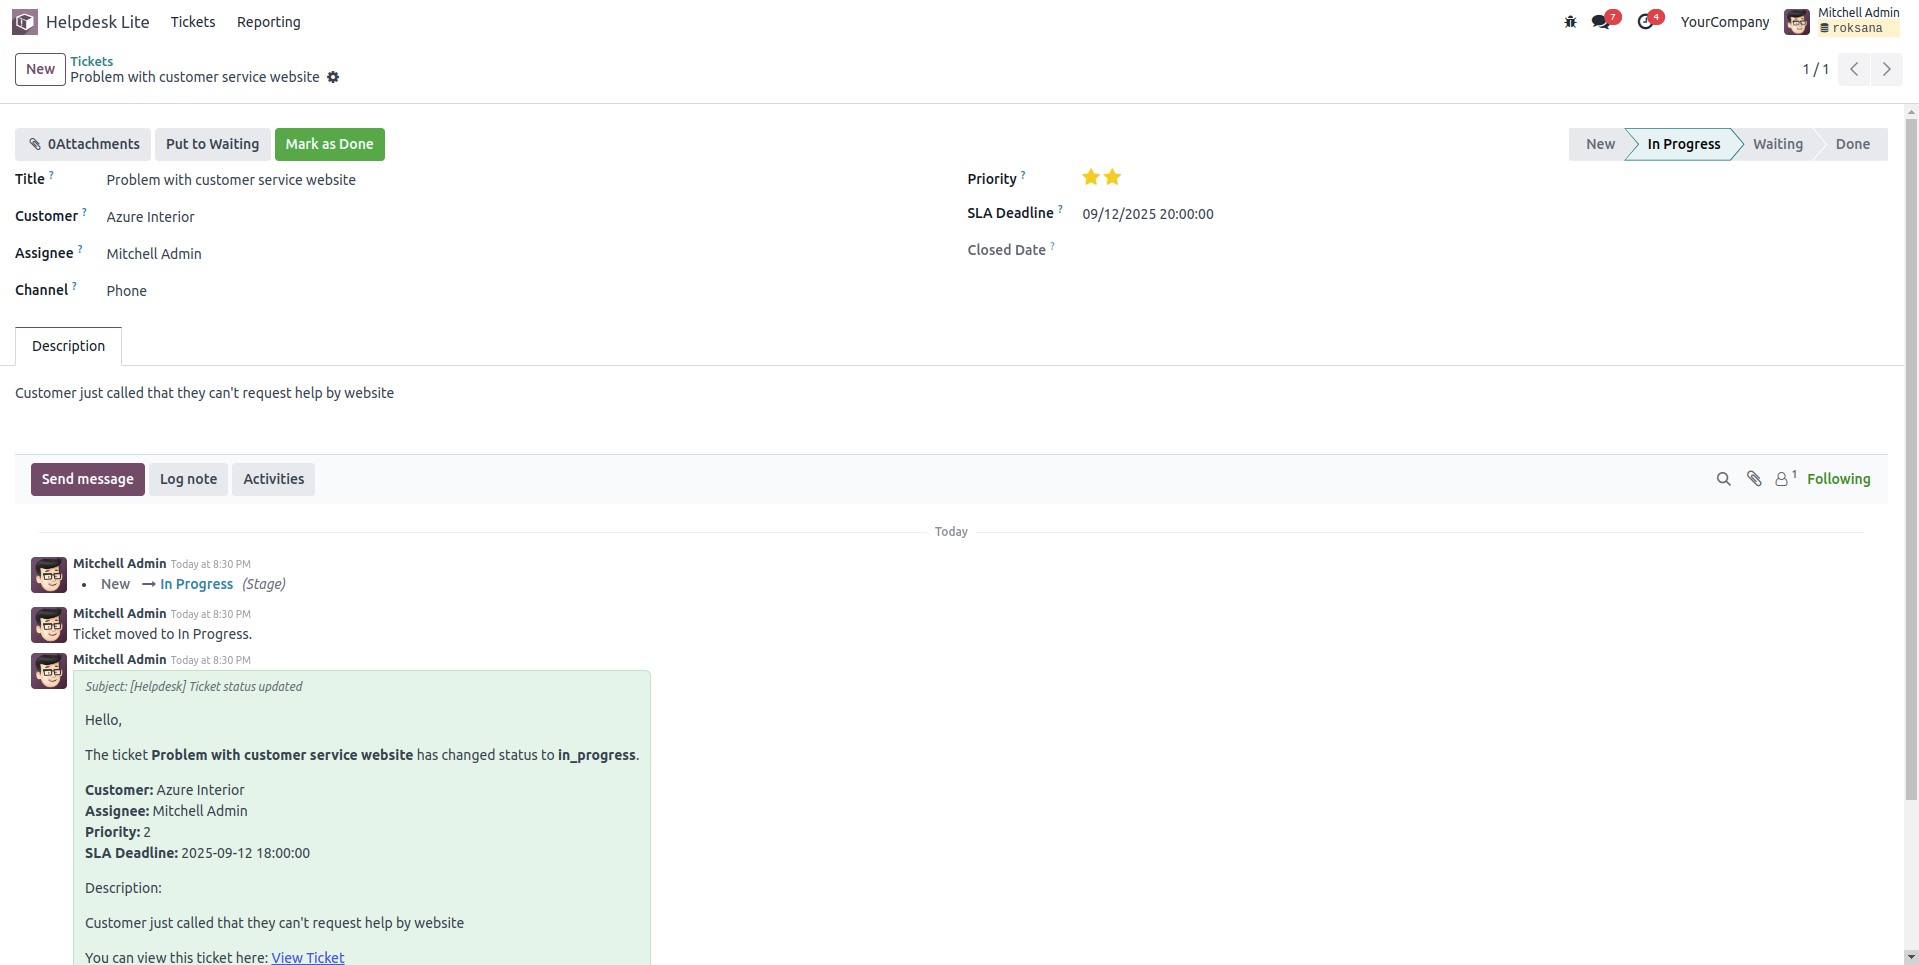 Helpdesk Lite Tickets Reporting 7 4 YourCompany Mitchell Admin
roksana
New Tickets
Problem with customer service website 1 / 1
0Attachments Put to Waiting Mark as Done New In Progress Waiting Done
Title ? Problem with customer service website Priority ?
Customer ? Azure Interior SLA Deadline ? 09/12/2025 20:00:00
Assignee ? Mitchell Admin Closed Date ?
Channel ? Phone
Description
Customer just called that they can't request help by website
Send message Log note Activities 1 Following
Today
Mitchell Admin Today at 8:30 PM
• New → In Progress (Stage)
Mitchell Admin Today at 8:30 PM
Ticket moved to In Progress.
Mitchell Admin Today at 8:30 PM
Subject: [Helpdesk] Ticket status updated
Hello,
The ticket Problem with customer service website has changed status to in_progress.
Customer: Azure Interior
Assignee: Mitchell Admin
Priority: 2
SLA Deadline: 2025-09-12 18:00:00
Description:
Customer just called that they can't request help by website
You can view this ticket here: View Ticket